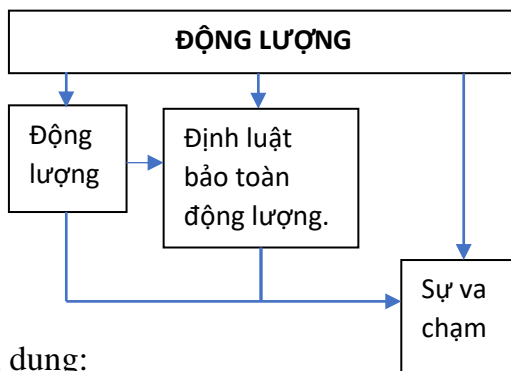 ĐỘNG LƯỢNG
Động
lượng
Định luật
bảo toàn
động lượng.
Sự va
chạm
dung: